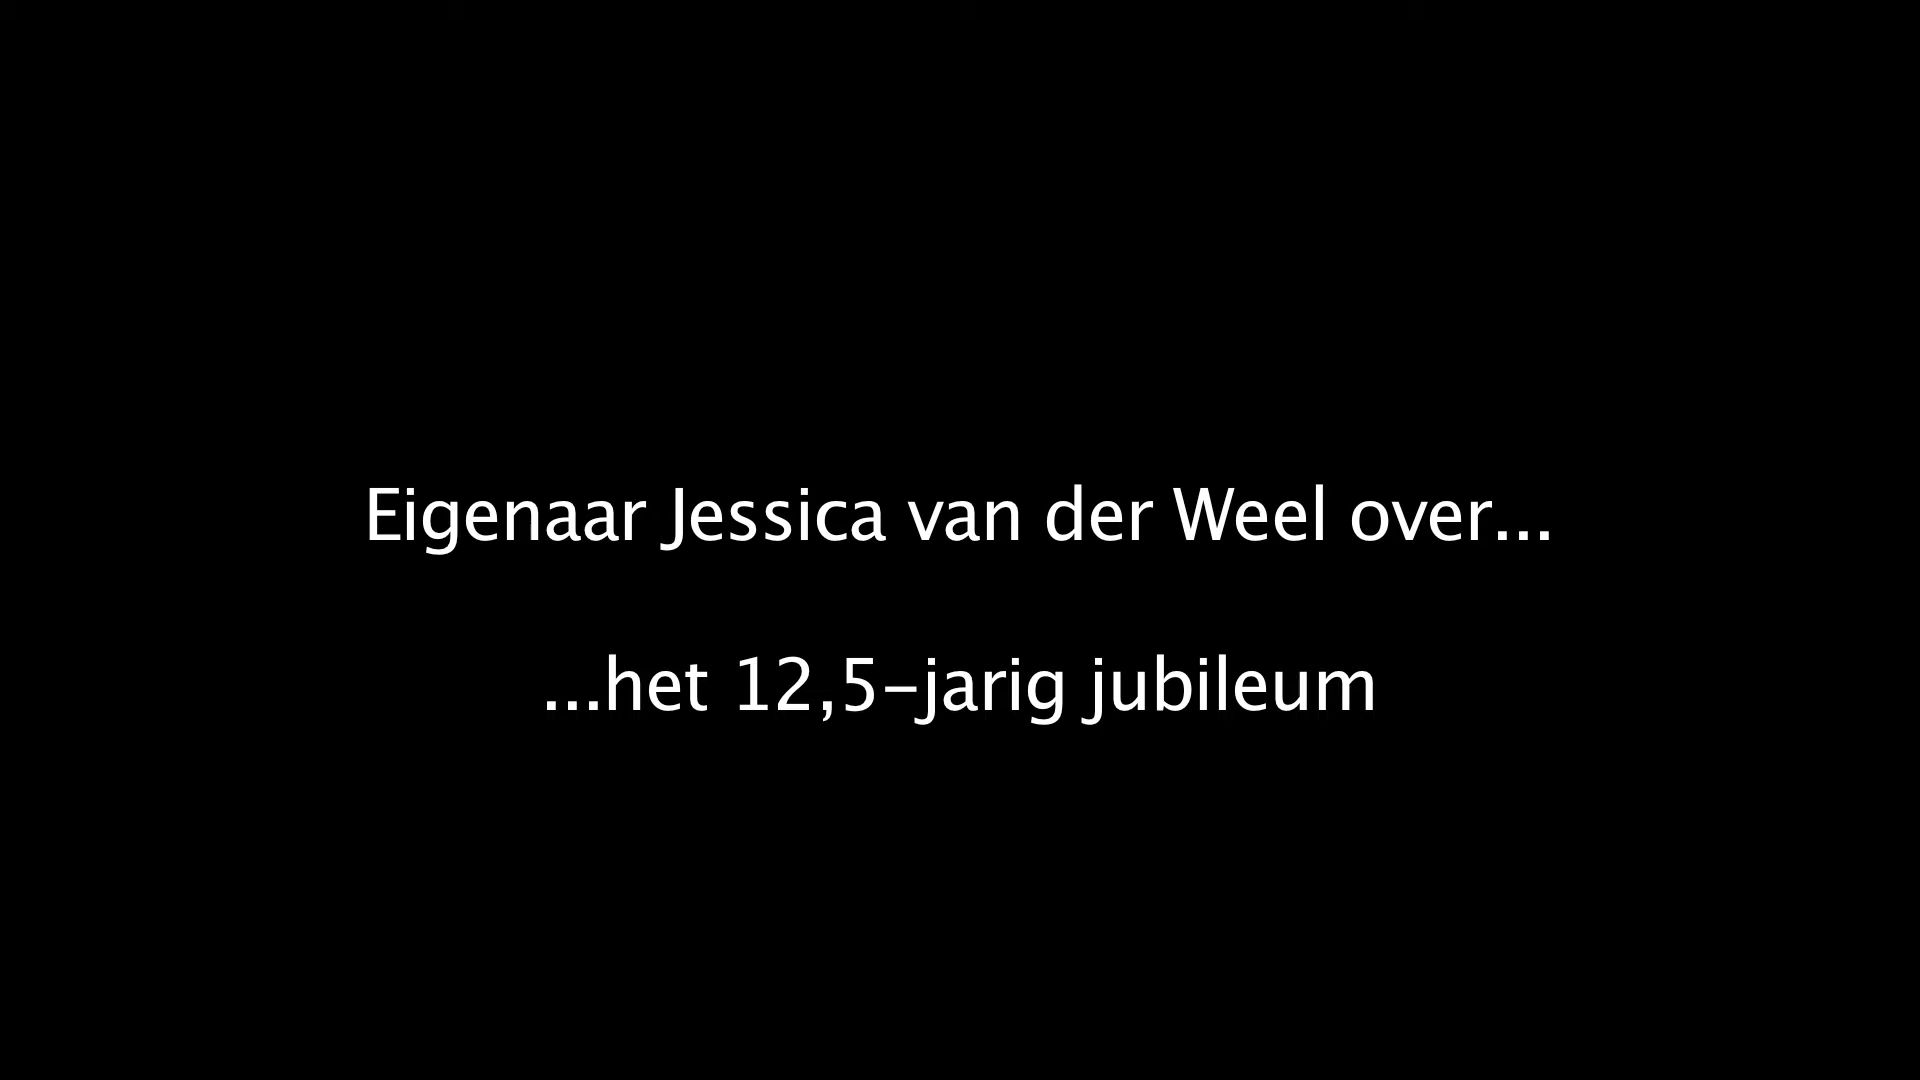 Eigenaar Jessica van der Weel over...
...het 12,5-jarig jubileum